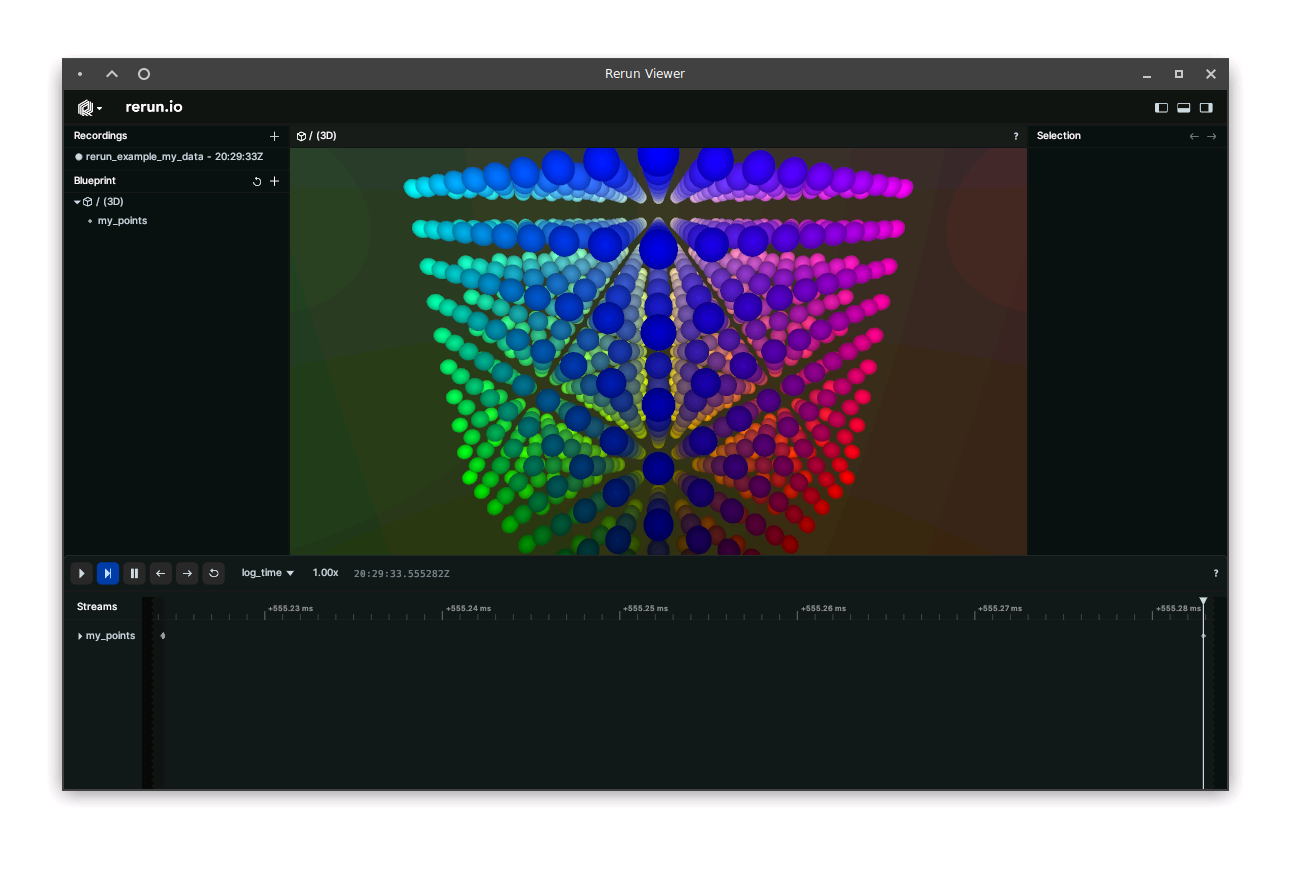 Rerun Viewer
rerun.io
Recordings
rerun_example_my_data - 20:29:33Z
Blueprint
/ (3D)
my_points
/ (3D)
?
Selection
log_time
1.00x
20:29:33.555282Z
?
Streams
+555.23 ms
+555.24 ms
+555.25 ms
+555.26 ms
+555.27 ms
+555.28 ms
my_points